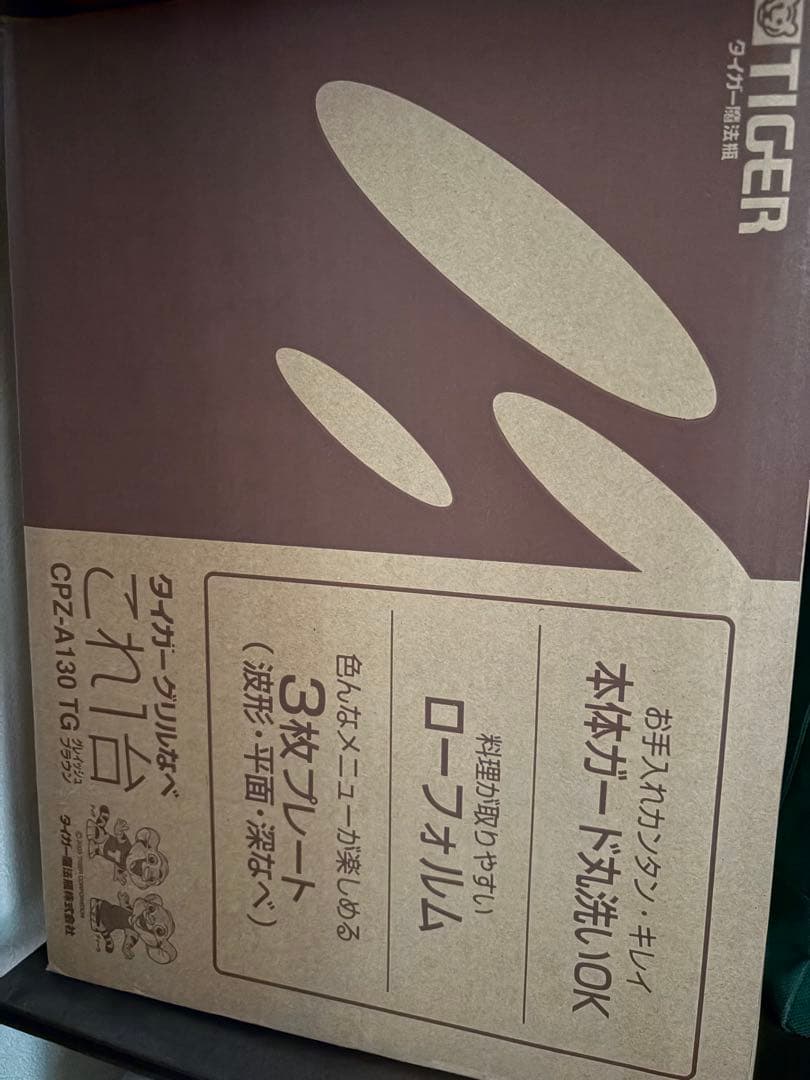 TIGER
タイガー魔法瓶
お手入れカンタン・キレイ
本体ガード丸洗いOK
料理が取りやすい
ローフォルム
色んなメニューが楽しめる
3枚プレート
(波形・平面・深なべ)
タイガーグリルなべ
これ1台
CPZ-A130 TG グレイッシュ
ブラウン
タイガー魔法瓶株式会社